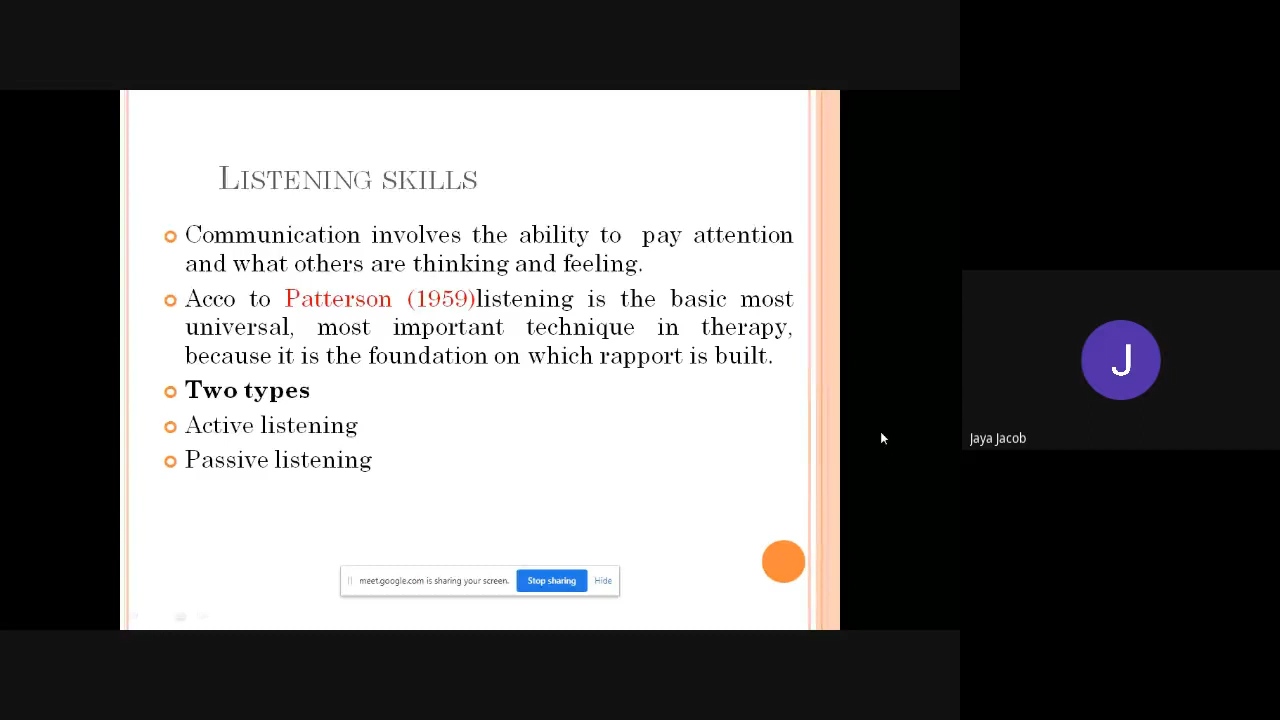 LISTENING SKILLS
Communication involves the ability to pay attention
and what others are thinking and feeling.
Acco to Patterson (1959)listening is the basic most
universal, most important technique in therapy,
because it is the foundation on which rapport is built.
Two types
Active listening
Passive listening
meet.google.com is sharing your screen. Stop sharing Hide
J
Jaya Jacob